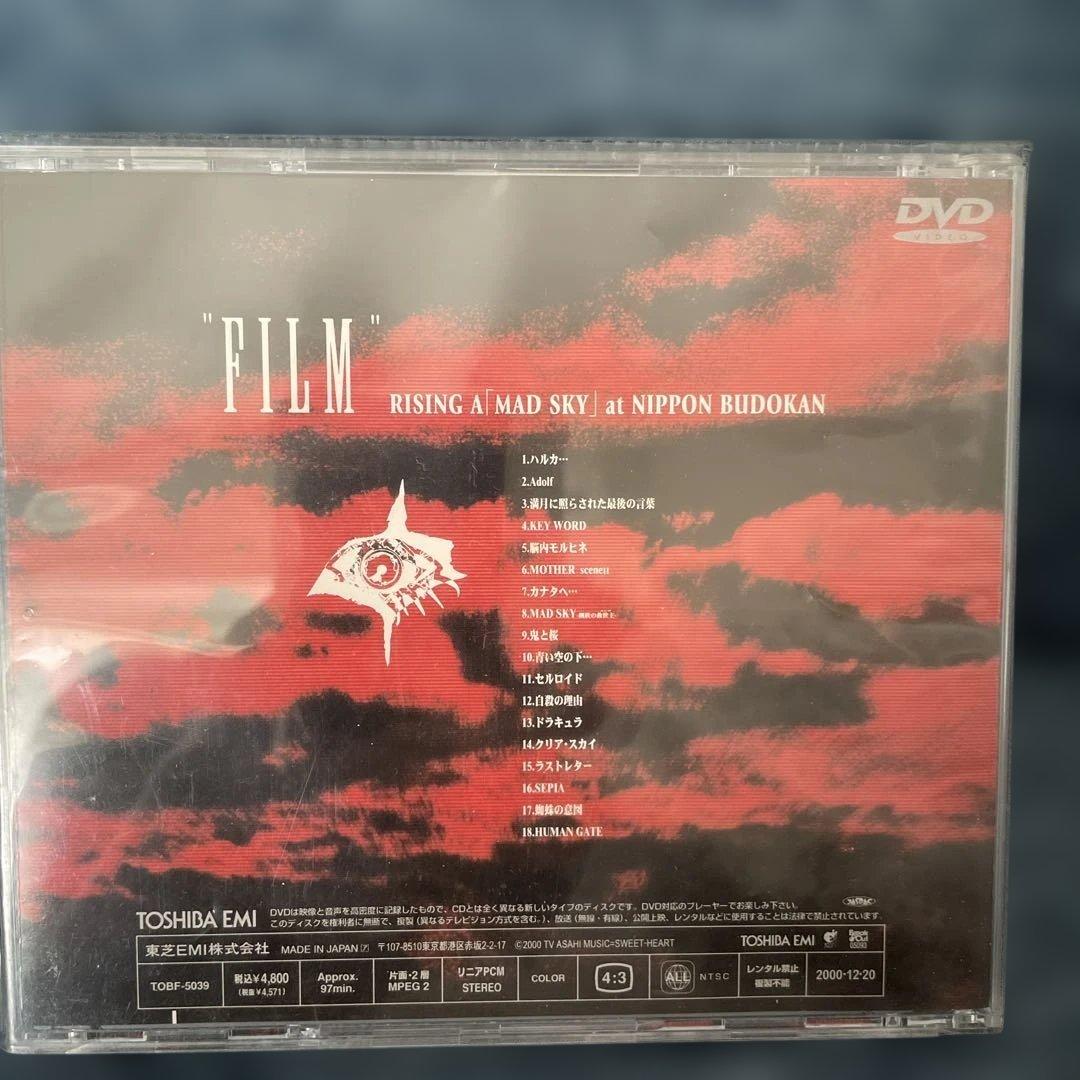 DVD
VIDEO
"FILM"
RISING A「MAD SKY」at NIPPON BUDOKAN
1.ハルカ…
2.Adolf
3.満月に照らされた最後の言葉
4.KEY WORD
5.脳内モルヒネ
6.MOTHER sceneII
7.カナタへ…
8.MAD SKY
9.鬼と桜
10.青い空の下…
11.セルロイド
12.自殺の理由
13.ドラキュラ
14.クリア・スカイ
15.ラストレター
16.SEPIA
17.蜘蛛の意図
18.HUMAN GATE
TOSHIBA EMI
DVDは映像と音声を高密度に記録したもので、CDとは全く異なる新しいタイプのディスクです。DVD対応のプレーヤーでお楽しみ下さい。
このディスクを権利者に無断で、複製(異なるテレビジョン方式を含む。)、放送(無線・有線)、公開上映、レンタルなどに使用することは法律で禁止されています。
東芝EMI株式会社 MADE IN JAPAN 〒107-8510東京都港区赤坂2-2-17 ©2000 TV ASAHI MUSIC=SWEET-HEART TOSHIBA EMI
TOBF-5039 税込¥4,800 (税抜¥4,571) Approx. 97min. 片面・2層 MPEG 2 リニアPCM STEREO COLOR 4:3 ALL NTSC レンタル禁止 複製不能 2000・12・20